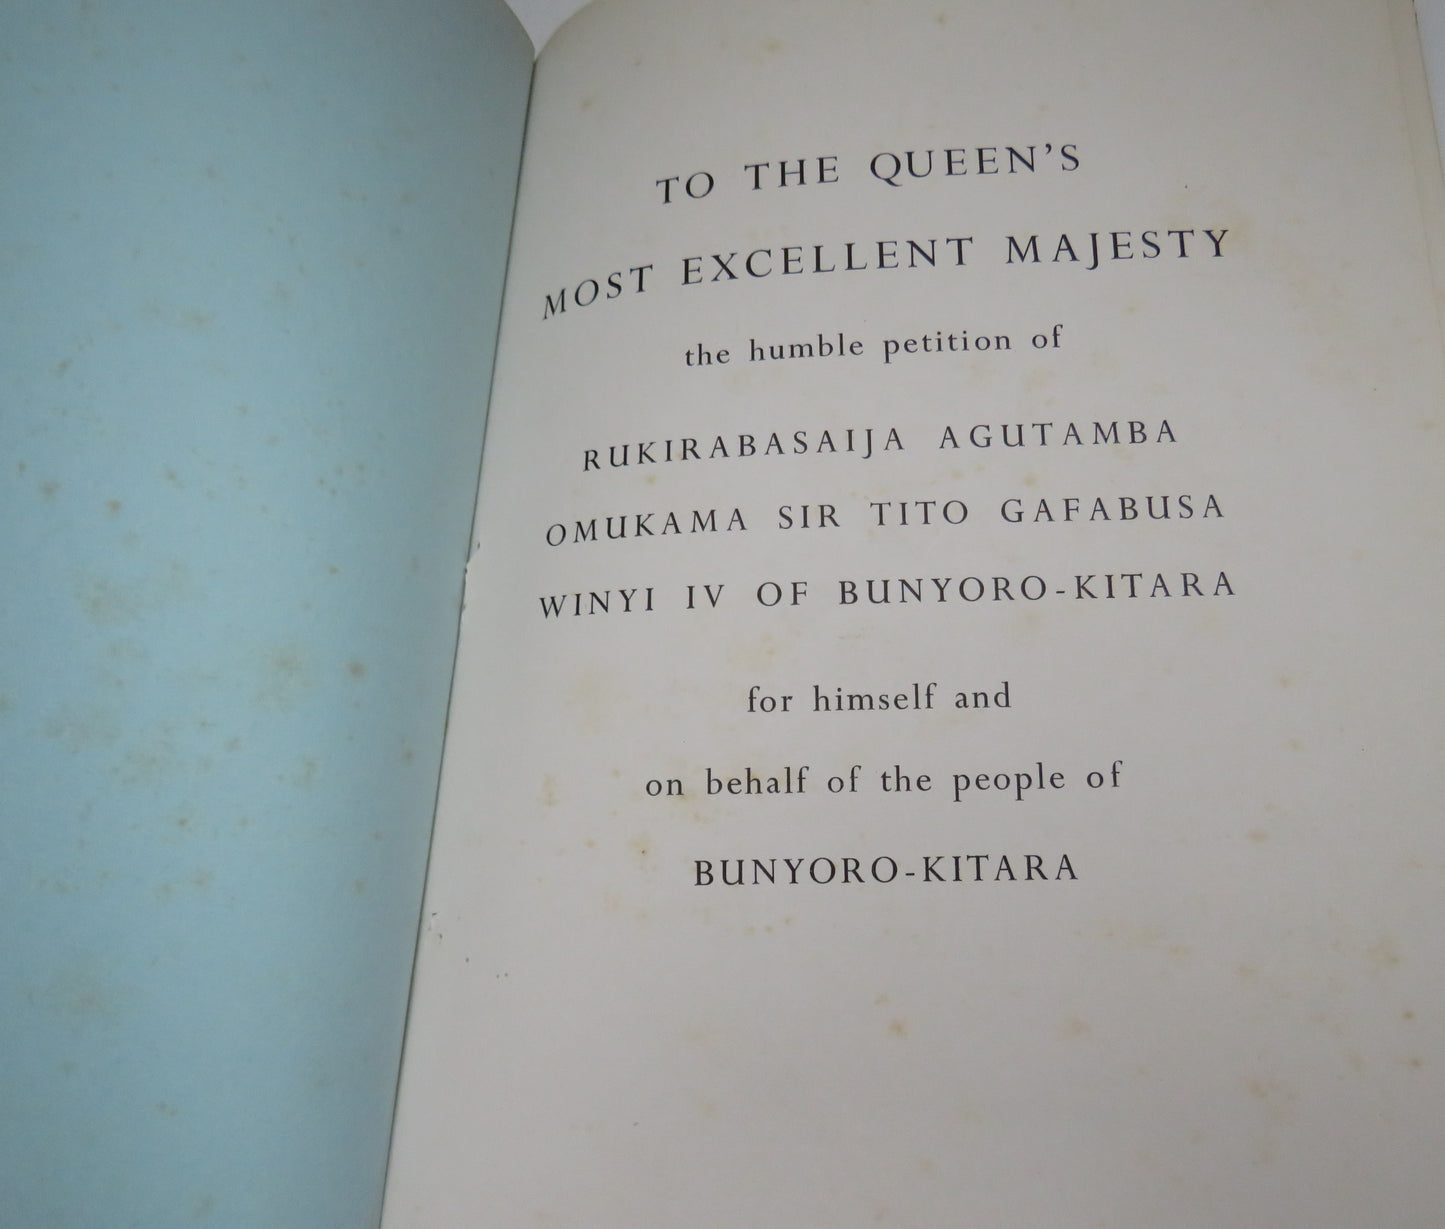 TO THE QUEEN'S
MOST EXCELLENT MAJESTY
the humble petition of
RUKIRABASAIJA AGUTAMBA
OMUKAMA SIR TITO GAFABUSA
WINYI IV OF BUNYORO-KITARA
for himself and
on behalf of the people of
BUNYORO-KITARA